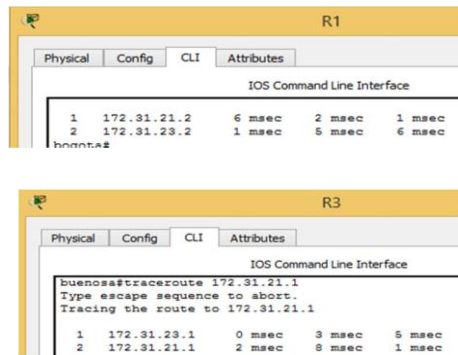 R1
Physical Config CLI Attributes
IOS Command Line Interface
1 172.31.21.2 6 msec 2 msec 1 msec
2 172.31.23.2 1 msec 5 msec 6 msec
bogota#
R3
Physical Config CLI Attributes
IOS Command Line Interface
buenosa#traceroute 172.31.21.1
Type escape sequence to abort.
Tracing the route to 172.31.21.1
1 172.31.23.1 0 msec 3 msec 5 msec
2 172.31.21.1 2 msec 8 msec 1 msec